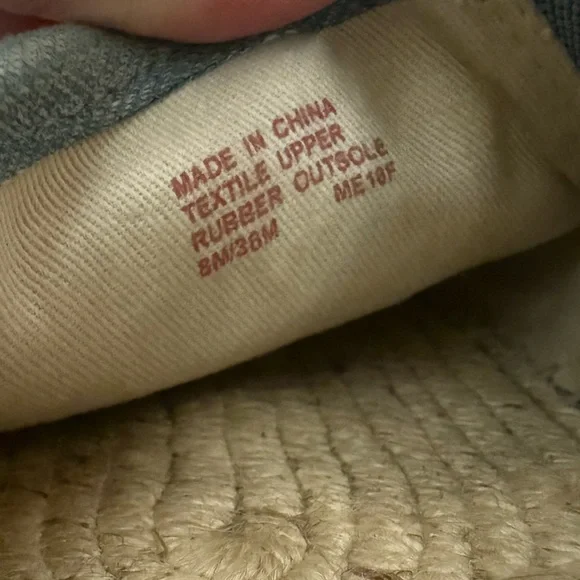 MADE IN CHINA
TEXTILE UPPER
RUBBER OUTSOLE
8M/38M ME18F